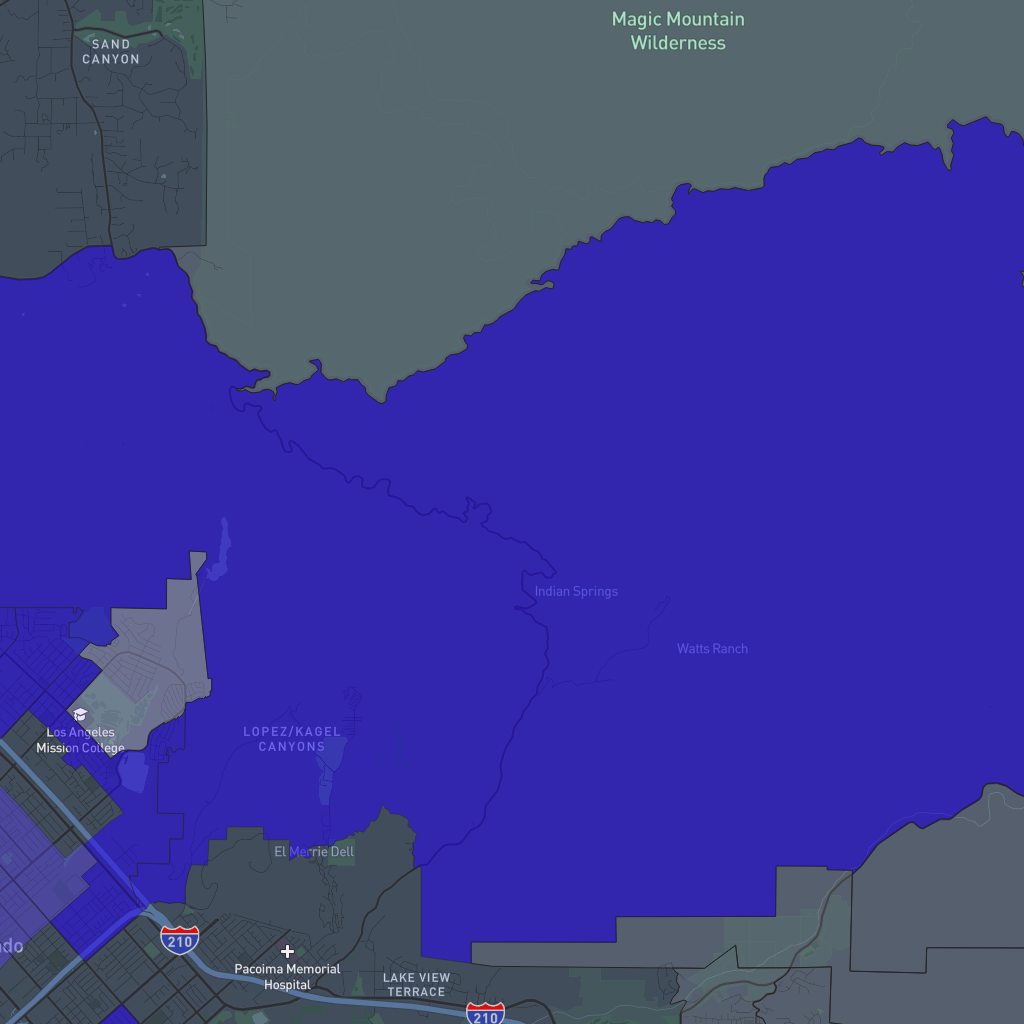 Magic Mountain
Wilderness
SAND
CANYON
Indian Springs
Watts Ranch
LOPEZ/KAGEL
CANYONS
Los Angeles
Mission College
El Merrie Dell
210
Pacoima Memorial
Hospital
LAKE VIEW
TERRACE
210